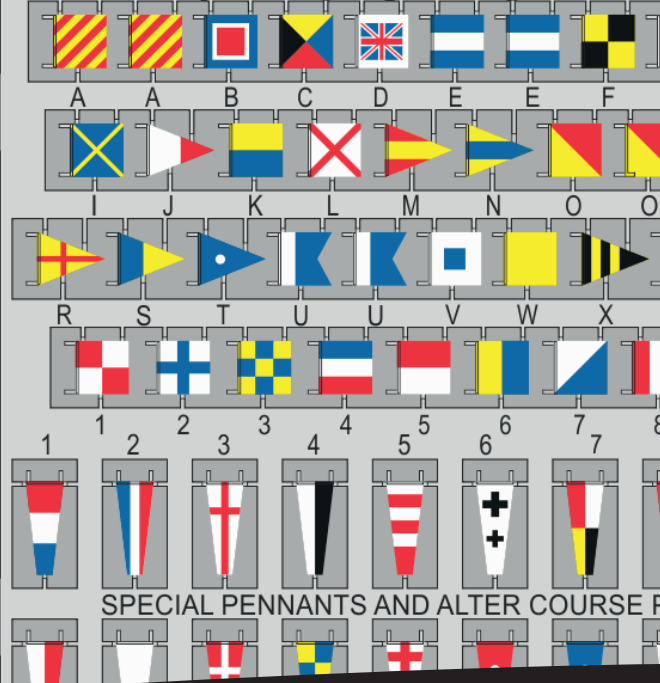 A A B C D E E F
I J K L M N O O
R S T U U V W X
1 2 3 4 5 6 7 8
1 2 3 4 5 6 7
SPECIAL PENNANTS AND ALTER COURSE